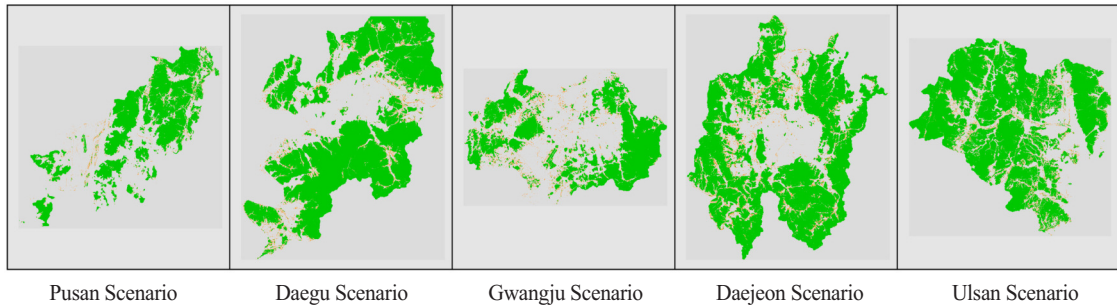 Pusan Scenario
Daegu Scenario
Gwangju Scenario
Daejeon Scenario
Ulsan Scenario